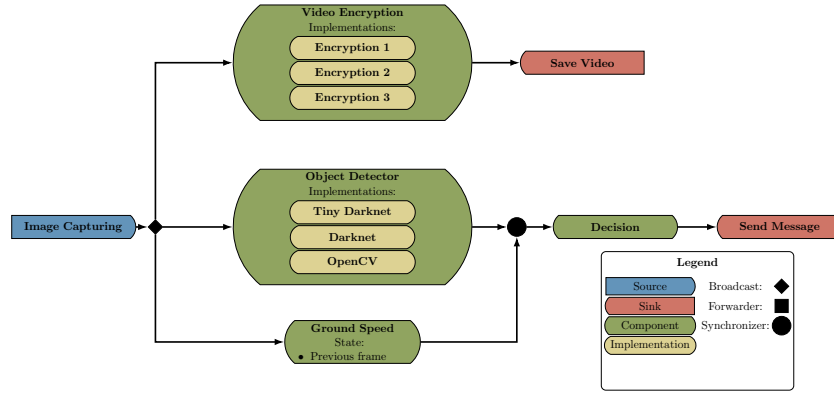 Video Encryption
Implementations:
Encryption 1
Encryption 2
Encryption 3
Save Video
Object Detector
Implementations:
Tiny Darknet
Darknet
OpenCV
Image Capturing
Decision
Send Message
Ground Speed
State:
• Previous frame
Legend
Source
Broadcast:
Sink
Forwarder:
Component
Synchronizer:
Implementation